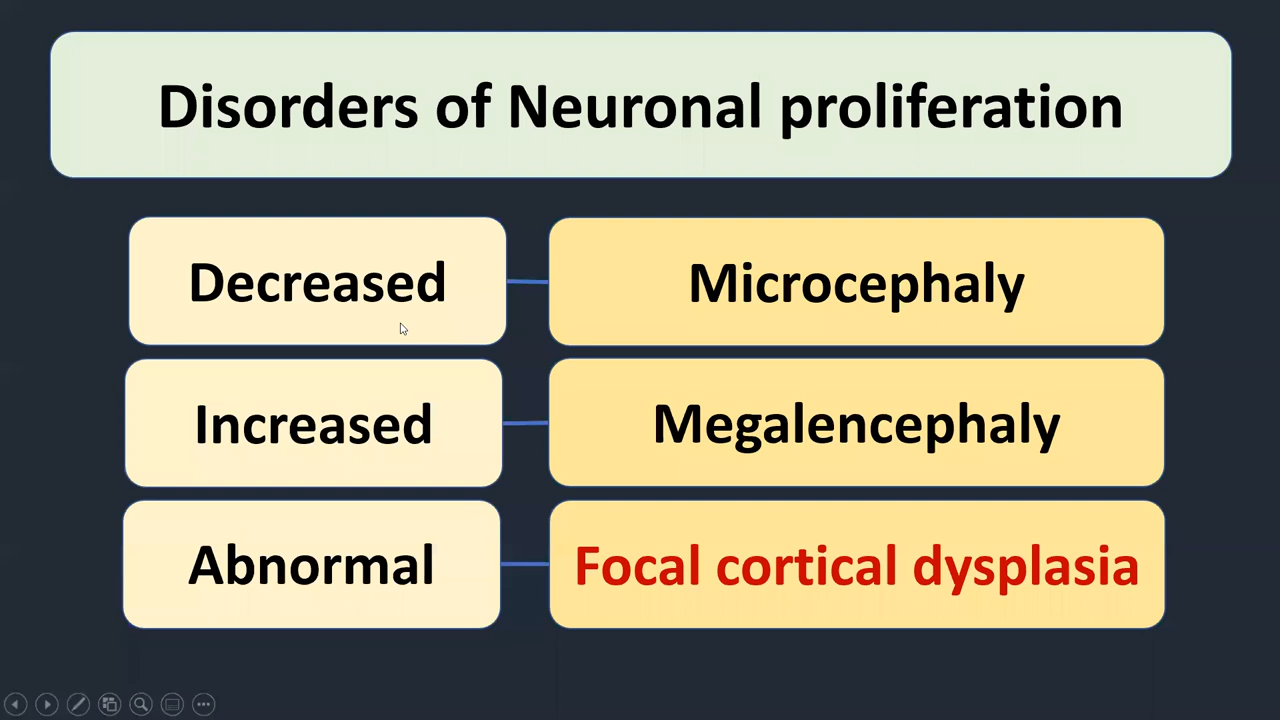 Disorders of Neuronal proliferation
Decreased
Microcephaly
Increased
Megalencephaly
Abnormal
Focal cortical dysplasia